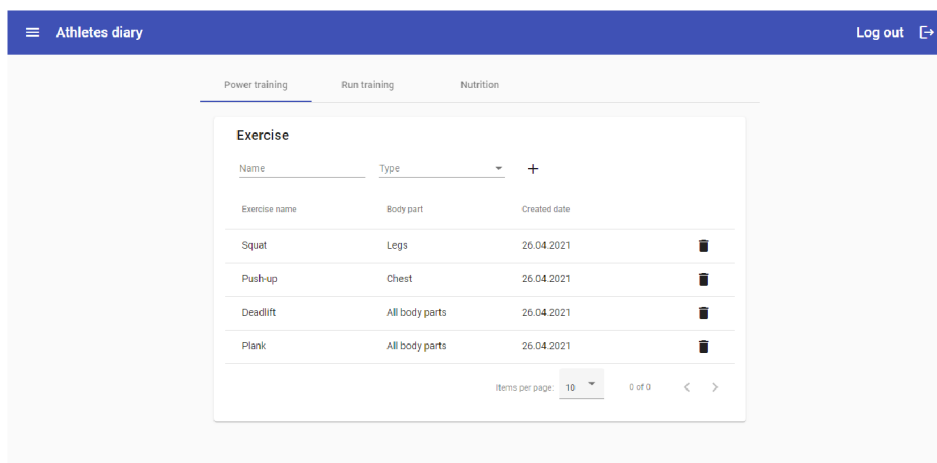 Athletes diary Log out
Power training Run training Nutrition
Exercise
Name Type
Exercise name Body part Created date
Squat Legs 26.04.2021
Push-up Chest 26.04.2021
Deadlift All body parts 26.04.2021
Plank All body parts 26.04.2021
Items per page: 10 0 of 0